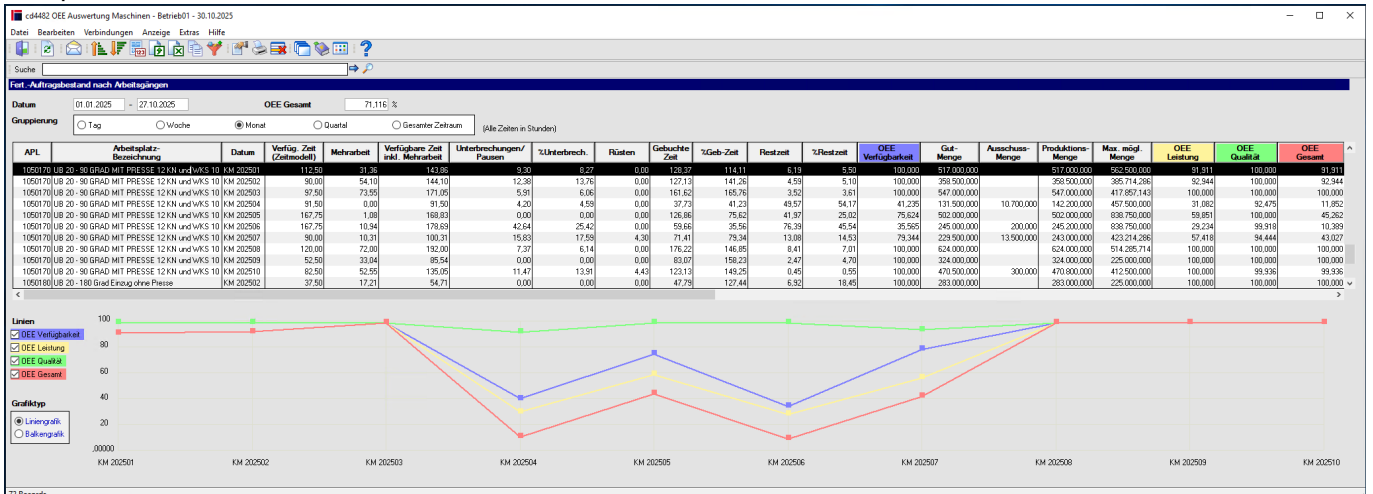 cd4482 OEE Auswertung Maschinen - Betrieb01 - 30.10.2025
Datei Bearbeiten Verbindungen Anzeige Extras Hilfe
Suche
Fert.-Auftragsbestand nach Arbeitsgängen
Datum 01.01.2025 - 27.10.2025 OEE Gesamt 71,116 %
Gruppierung Tag Woche Monat Quartal Gesamter Zeitraum (Alle Zeiten in Stunden)
APL Arbeitsplatz-Bezeichnung Datum Verfüg. Zeit (Zeitmodell) Mehrarbeit Verfügbare Zeit inkl. Mehrarbeit Unterbrechungen/Pausen %Unterbrech. Rüsten Gebuchte Zeit %Geb-Zeit Restzeit %Restzeit OEE Verfügbarkeit Gut-Menge Ausschuss-Menge Produktions-Menge Max. mögl. Menge OEE Leistung OEE Qualität OEE Gesamt
1050170 UB 20 - 90 GRAD MIT PRESSE 12 KN und WKS 10 KM 202501 112,50 31,36 143,86 9,30 8,27 0,00 128,37 114,11 6,19 5,50 100,000 517.000,000 517.000,000 562.500,000 91,911 100,000 91,911
1050170 UB 20 - 90 GRAD MIT PRESSE 12 KN und WKS 10 KM 202502 90,00 54,10 144,10 12,38 13,76 0,00 127,13 141,26 4,59 5,10 100,000 358.500,000 358.500,000 385.714,286 92,944 100,000 92,944
1050170 UB 20 - 90 GRAD MIT PRESSE 12 KN und WKS 10 KM 202503 97,50 73,55 171,05 5,91 6,06 0,00 161,62 165,76 3,52 3,61 100,000 547.000,000 547.000,000 417.857,143 100,000 100,000 100,000
1050170 UB 20 - 90 GRAD MIT PRESSE 12 KN und WKS 10 KM 202504 91,50 0,00 91,50 4,20 4,59 0,00 37,73 41,23 49,57 54,17 41,235 131.500,000 10.700,000 142.200,000 457.500,000 31,082 92,475 11,852
1050170 UB 20 - 90 GRAD MIT PRESSE 12 KN und WKS 10 KM 202505 167,75 1,08 168,83 0,00 0,00 0,00 126,86 75,62 41,97 25,02 75,624 502.000,000 502.000,000 838.750,000 59,851 100,000 45,262
1050170 UB 20 - 90 GRAD MIT PRESSE 12 KN und WKS 10 KM 202506 167,75 10,94 178,69 42,64 25,42 0,00 59,66 35,56 76,39 45,54 35,565 245.000,000 200,000 245.200,000 838.750,000 29,234 99,918 10,389
1050170 UB 20 - 90 GRAD MIT PRESSE 12 KN und WKS 10 KM 202507 90,00 10,31 100,31 15,83 17,59 4,30 71,41 79,34 13,08 14,53 79,344 229.500,000 13.500,000 243.000,000 423.214,286 57,418 94,444 43,027
1050170 UB 20 - 90 GRAD MIT PRESSE 12 KN und WKS 10 KM 202508 120,00 72,00 192,00 7,37 6,14 0,00 176,22 146,85 8,41 7,01 100,000 624.000,000 624.000,000 514.285,714 100,000 100,000 100,000
1050170 UB 20 - 90 GRAD MIT PRESSE 12 KN und WKS 10 KM 202509 52,50 33,04 85,54 0,00 0,00 0,00 83,07 158,23 2,47 4,70 100,000 324.000,000 324.000,000 225.000,000 100,000 100,000 100,000
1050170 UB 20 - 90 GRAD MIT PRESSE 12 KN und WKS 10 KM 202510 82,50 52,55 135,05 11,47 13,91 4,43 123,13 149,25 0,45 0,55 100,000 470.500,000 300,000 470.800,000 412.500,000 100,000 99,936 99,936
1050180 UB 20 - 180 Grad Einzug ohne Presse KM 202502 37,50 17,21 54,71 0,00 0,00 0,00 47,79 127,44 6,92 18,45 100,000 283.000,000 283.000,000 225.000,000 100,000 100,000 100,000
Linien
OEE Verfügbarkeit
OEE Leistung
OEE Qualität
OEE Gesamt
Grafiktyp
Liniengrafik
Balkengrafik
100
80
60
40
20
,00000
KM 202501 KM 202502 KM 202503 KM 202504 KM 202505 KM 202506 KM 202507 KM 202508 KM 202509 KM 202510